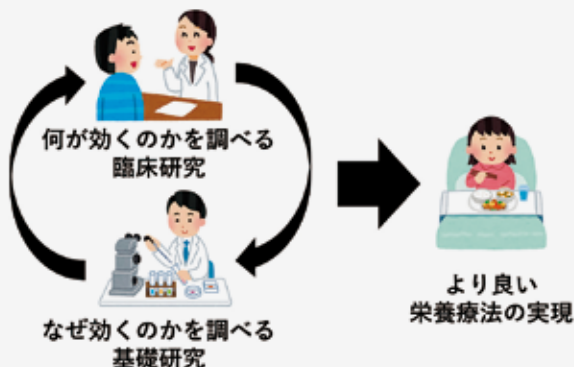 何が効くのかを調べる
臨床研究
なぜ効くのかを調べる
基礎研究
より良い
栄養療法の実現